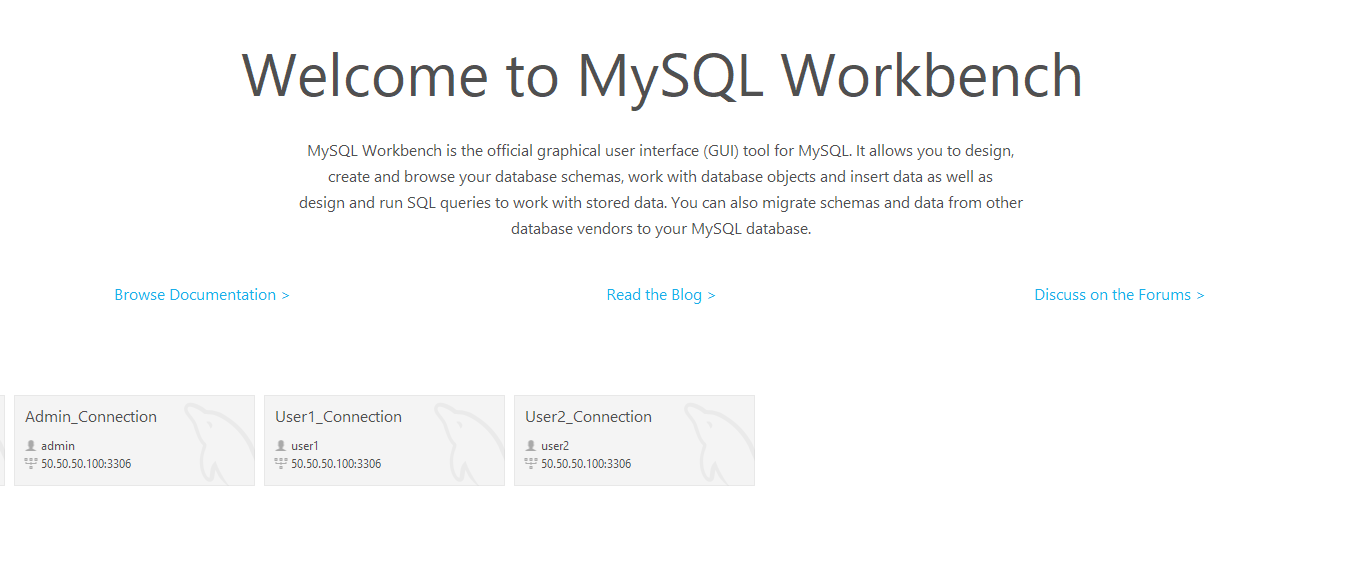 Welcome to MySQL Workbench
MySQL Workbench is the official graphical user interface (GUI) tool for MySQL. It allows you to design,
create and browse your database schemas, work with database objects and insert data as well as
design and run SQL queries to work with stored data. You can also migrate schemas and data from other
database vendors to your MySQL database.
Browse Documentation >
Read the Blog >
Discuss on the Forums >
Admin_Connection
admin
50.50.50.100:3306
User1_Connection
user1
50.50.50.100:3306
User2_Connection
user2
50.50.50.100:3306